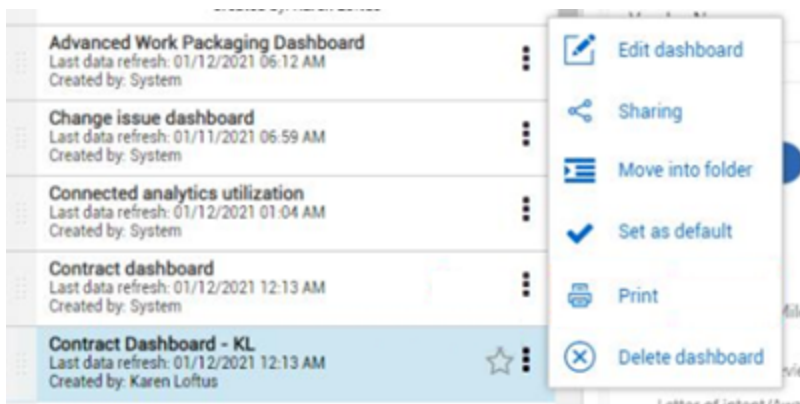 Advanced Work Packaging Dashboard
Last data refresh: 01/12/2021 06:12 AM
Created by: System
Change issue dashboard
Last data refresh: 01/11/2021 06:59 AM
Created by: System
Connected analytics utilization
Last data refresh: 01/12/2021 01:04 AM
Created by: System
Contract dashboard
Last data refresh: 01/12/2021 12:13 AM
Created by: System
Contract Dashboard - KL
Last data refresh: 01/12/2021 12:13 AM
Created by: Karen Loftus
Edit dashboard
Sharing
Move into folder
Set as default
Print
Delete dashboard